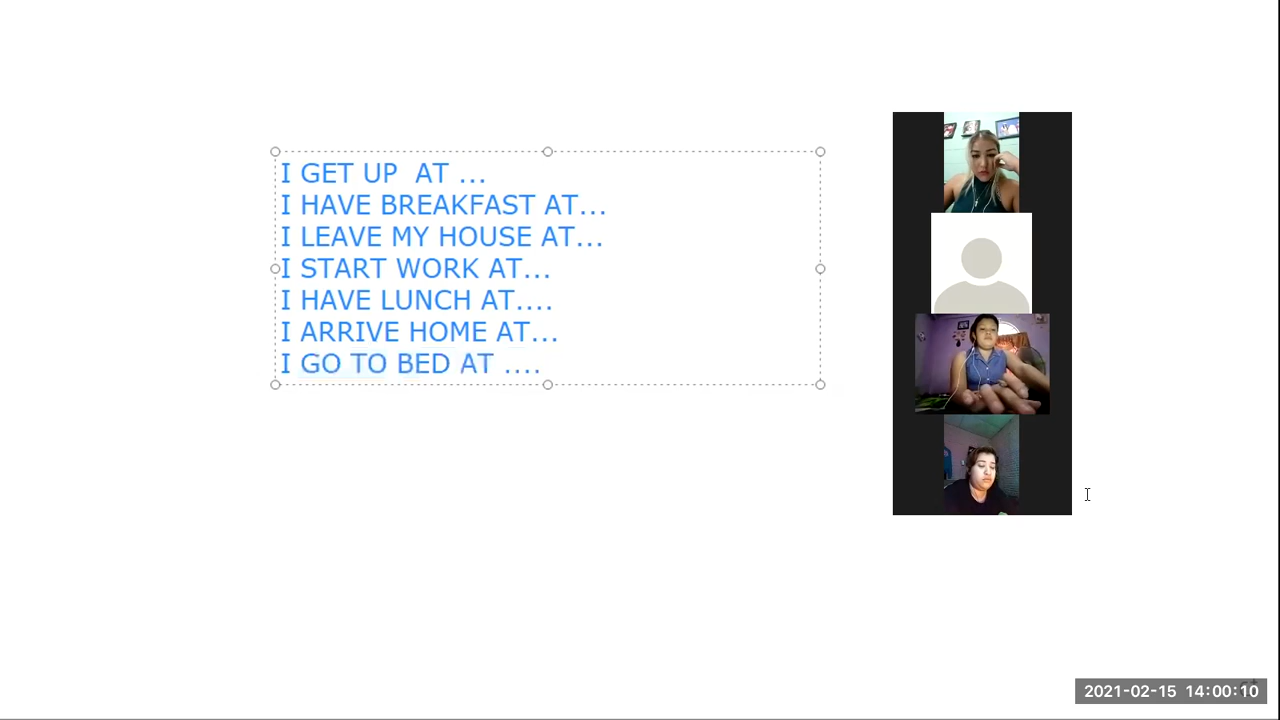 I GET UP  AT ...
I HAVE BREAKFAST AT...
I LEAVE MY HOUSE AT...
I START WORK AT...
I HAVE LUNCH AT....
I ARRIVE HOME AT...
I GO TO BED AT ....
2021-02-15 14:00:10